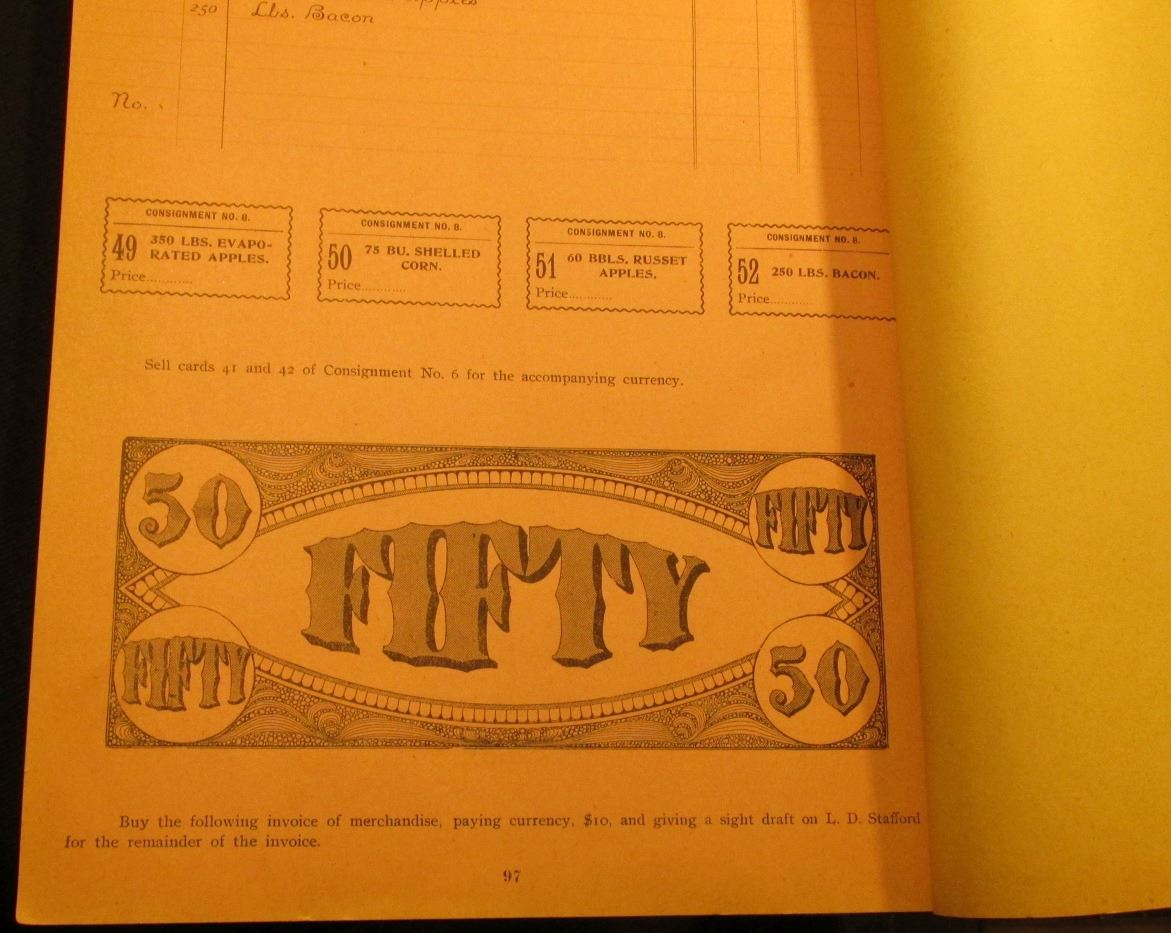 250 Lbs. Bacon
No.
CONSIGNMENT NO. 8.
49 350 LBS. EVAPO-
RATED APPLES.
Price............
CONSIGNMENT NO. 8.
50 75 BU. SHELLED
CORN.
Price............
CONSIGNMENT NO. 8.
51 60 BBLS. RUSSET
APPLES.
Price............
CONSIGNMENT NO. 8.
52 250 LBS. BACON.
Price............
Sell cards 41 and 42 of Consignment No. 6 for the accompanying currency.
50
FIFTY
FIFTY
FIFTY
50
Buy the following invoice of merchandise, paying currency, $10, and giving a sight draft on L. D. Stafford
for the remainder of the invoice.
97